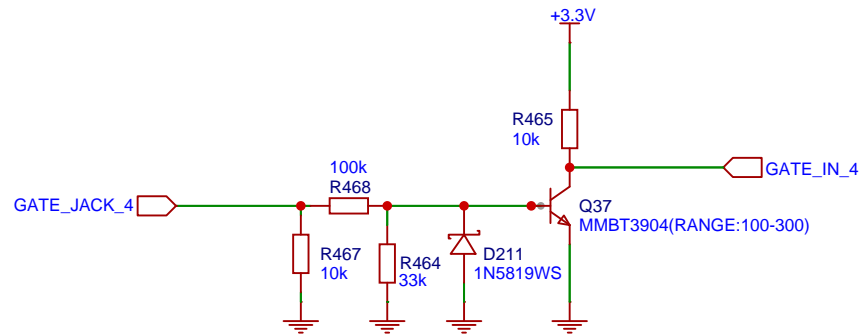 +3.3V
R465
10k
100k
R468
GATE_JACK_4
GATE_IN_4
Q37
MMBT3904(RANGE:100-300)
R467
10k
R464
33k
D211
1N5819WS